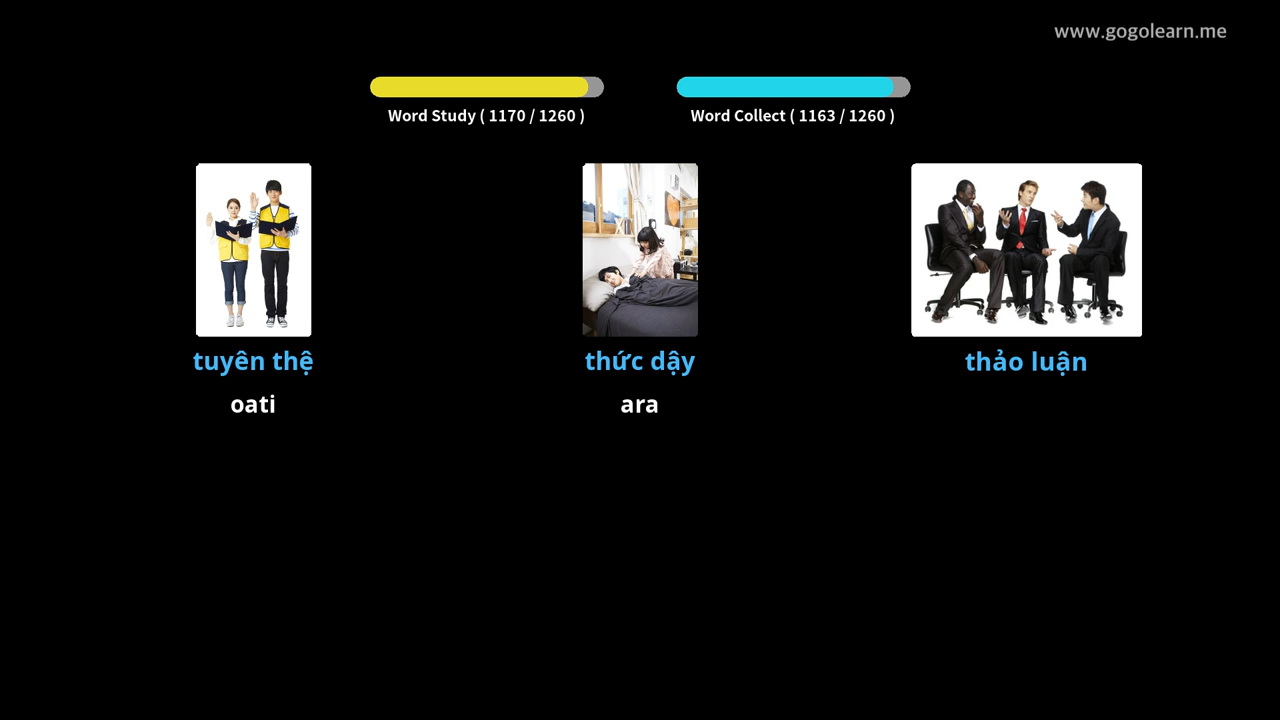 www.gogolearn.me
Word Study ( 1170 / 1260 )
Word Collect ( 1163 / 1260 )
tuyên thệ
oati
thức dậy
ara
thảo luận